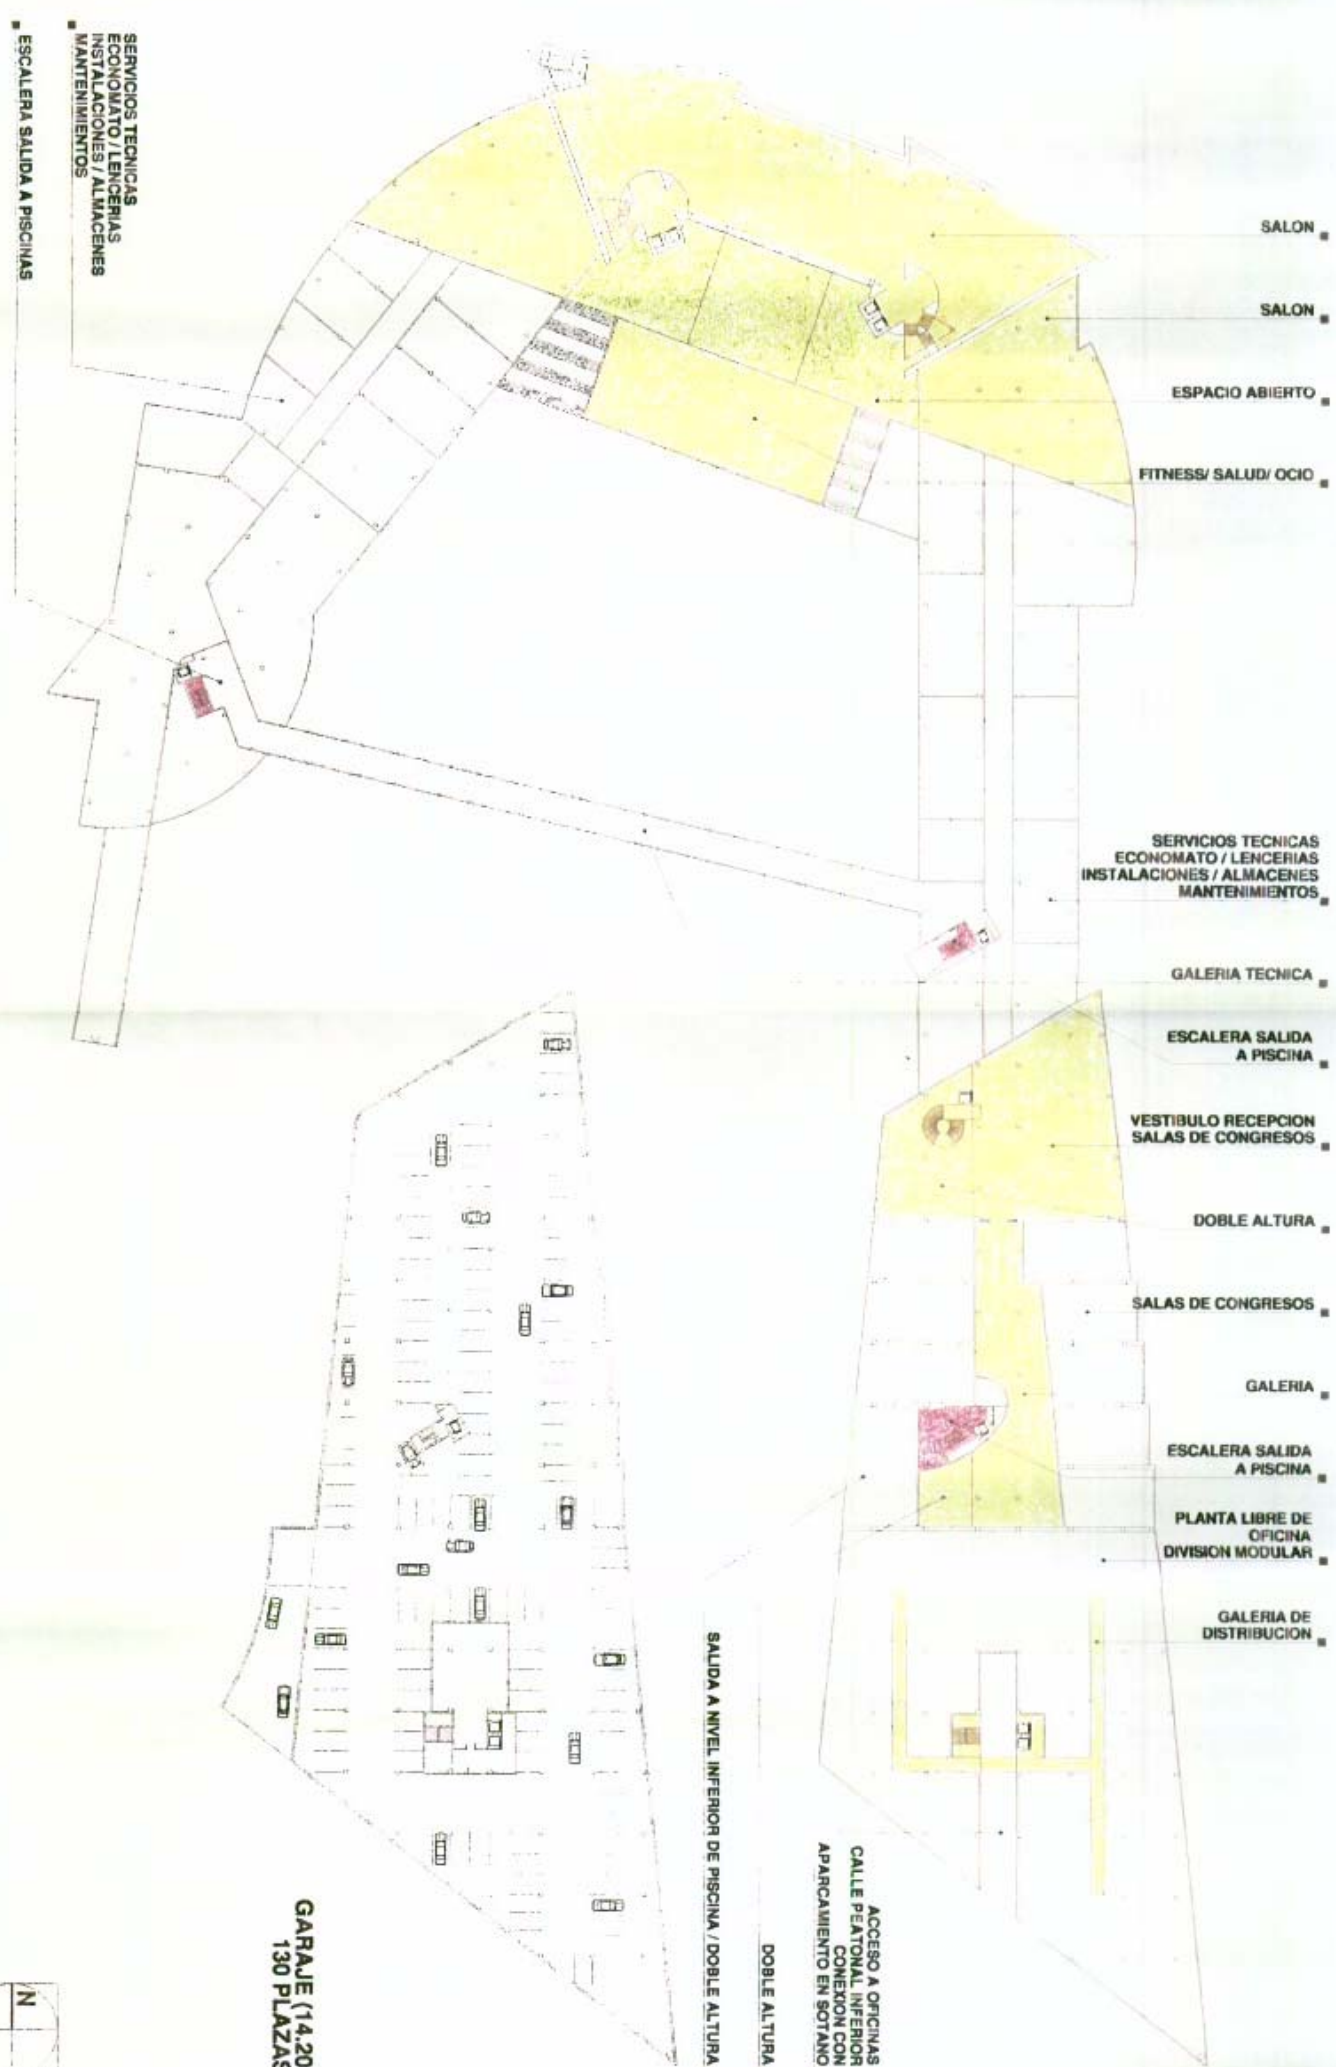 SERVICIOS TECNICAS
ECONOMATO / LENCERIAS
INSTALACIONES / ALMACENES
MANTENIMIENTOS
ESCALERA SALIDA A PISCINAS
SALON
SALON
ESPACIO ABIERTO
FITNESS/ SALUD/ OCIO
SERVICIOS TECNICAS
ECONOMATO / LENCERIAS
INSTALACIONES / ALMACENES
MANTENIMIENTOS
GALERIA TECNICA
ESCALERA SALIDA
A PISCINA
VESTIBULO RECEPCION
SALAS DE CONGRESOS
DOBLE ALTURA
SALAS DE CONGRESOS
GALERIA
ESCALERA SALIDA
A PISCINA
PLANTA LIBRE DE
OFICINA
DIVISION MODULAR
GALERIA DE
DISTRIBUCION
ACCESO A OFICINAS
CALLE PEATONAL INFERIOR
CONEXION CON
APARCAMIENTO EN SOTANO
DOBLE ALTURA
SALIDA A NIVEL INFERIOR DE PISCINA / DOBLE ALTURA
GARAJE (14.20
130 PLAZAS
N